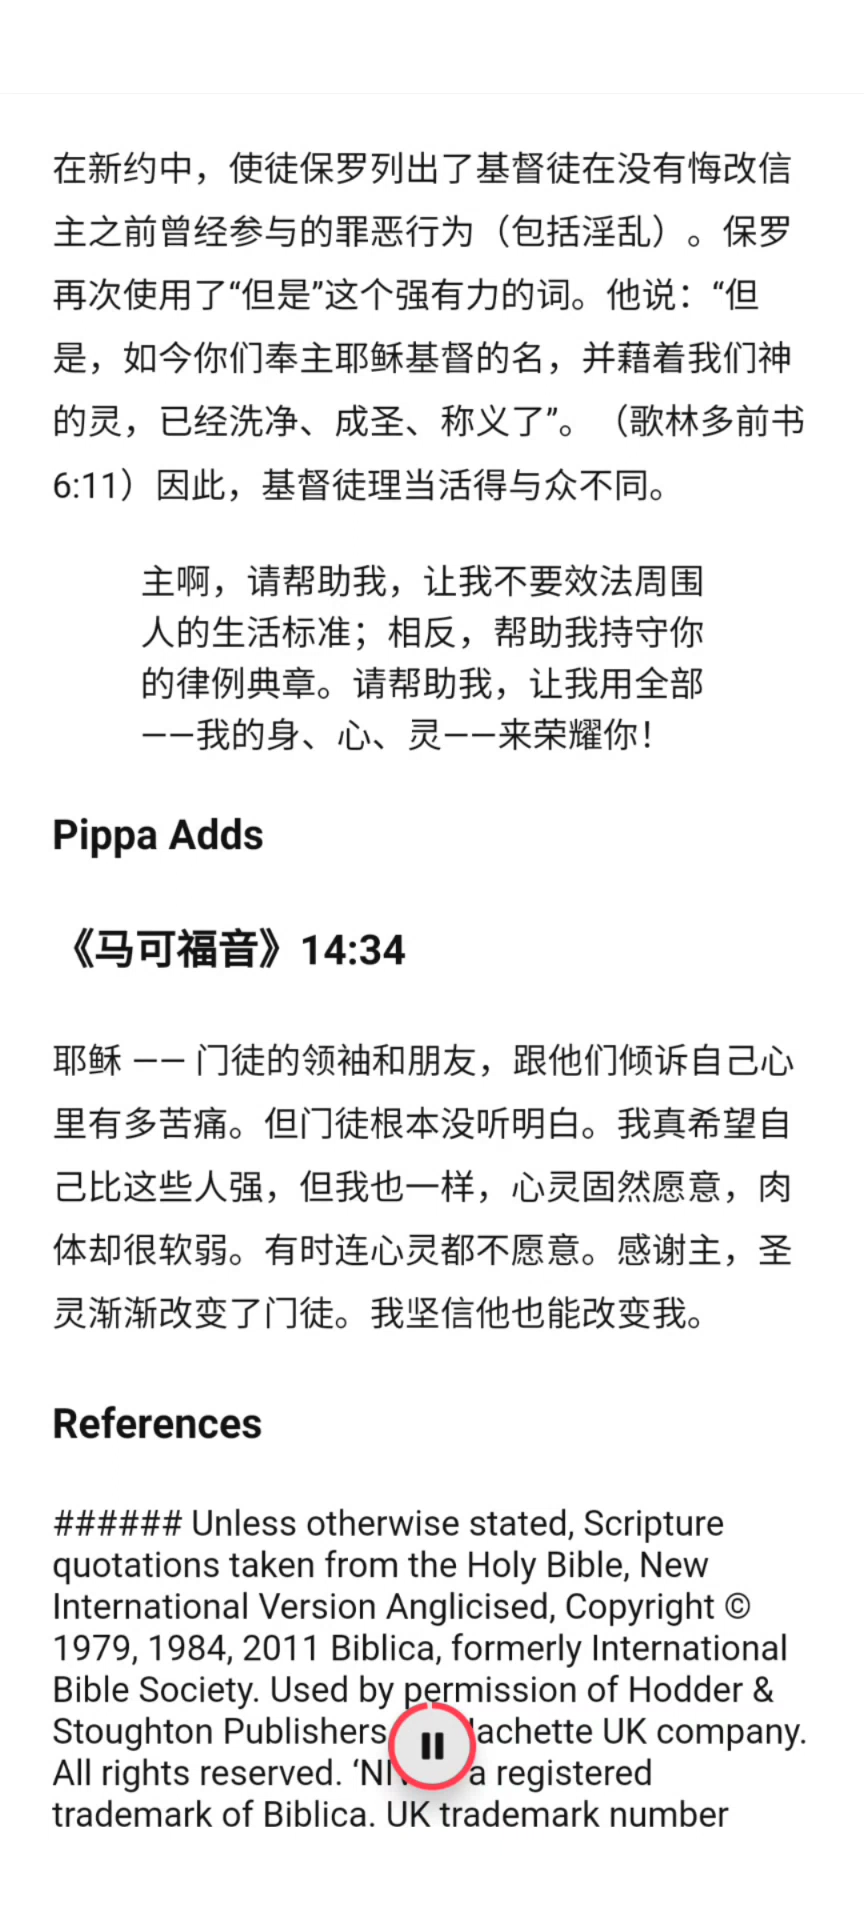 在新约中，使徒保罗列出了基督徒在没有悔改信
主之前曾经参与的罪恶行为（包括淫乱）。保罗
再次使用了“但是”这个强有力的词。他说：“但
是，如今你们奉主耶稣基督的名，并藉着我们神
的灵，已经洗净、成圣、称义了”。（歌林多前书
6:11）因此，基督徒理当活得与众不同。
主啊，请帮助我，让我不要效法周围
人的生活标准；相反，帮助我持守你
的律例典章。请帮助我，让我用全部
——我的身、心、灵——来荣耀你！
Pippa Adds
《马可福音》14:34
耶稣 —— 门徒的领袖和朋友，跟他们倾诉自己心
里有多苦痛。但门徒根本没听明白。我真希望自
己比这些人强，但我也一样，心灵固然愿意，肉
体却很软弱。有时连心灵都不愿意。感谢主，圣
灵渐渐改变了门徒。我坚信他也能改变我。
References
###### Unless otherwise stated, Scripture
quotations taken from the Holy Bible, New
International Version Anglicised, Copyright ©
1979, 1984, 2011 Biblica, formerly International
Bible Society. Used by permission of Hodder &
Stoughton Publishers achette UK company.
All rights reserved. ‘NI a registered
trademark of Biblica. UK trademark number